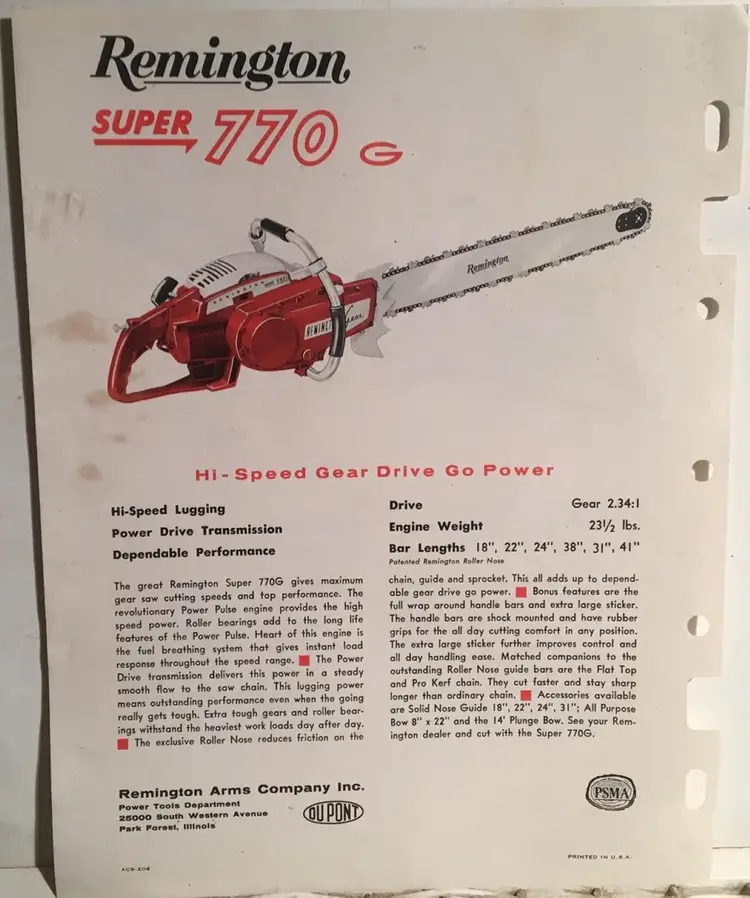 Remington
SUPER 770 G
Remington
REMINGTON
Hi-Speed Gear Drive Go Power
Hi-Speed Lugging
Power Drive Transmission
Dependable Performance
The great Remington Super 770G gives maximum
gear saw cutting speeds and top performance. The
revolutionary Power Pulse engine provides the high
speed power. Roller bearings add to the long life
features of the Power Pulse. Heart of this engine is
the fuel breathing system that gives instant load
response throughout the speed range. ■ The Power
Drive transmission delivers this power in a steady
smooth flow to the saw chain. This lugging power
means outstanding performance even when the going
really gets tough. Extra tough gears and roller bear-
ings withstand the heaviest work loads day after day.
■ The exclusive Roller Nose reduces friction on the
Drive Gear 2.34:1
Engine Weight 23½ lbs.
Bar Lengths 18", 22", 24", 38", 31", 41"
Patented Remington Roller Nose
chain, guide and sprocket. This all adds up to depend-
able gear drive go power. ■ Bonus features are the
full wrap around handle bars and extra large sticker.
The handle bars are shock mounted and have rubber
grips for the all day cutting comfort in any position.
The extra large sticker further improves control and
all day handling ease. Matched companions to the
outstanding Roller Nose guide bars are the Flat Top
and Pro Kerf chain. They cut faster and stay sharp
longer than ordinary chain. ■ Accessories available
are Solid Nose Guide 18", 22", 24", 31"; All Purpose
Bow 8" x 22" and the 14' Plunge Bow. See your Rem-
ington dealer and cut with the Super 770G.
Remington Arms Company Inc.
Power Tools Department
25000 South Western Avenue
Park Forest, Illinois
DU PONT
PSMA
ACS-204
PRINTED IN U.S.A.